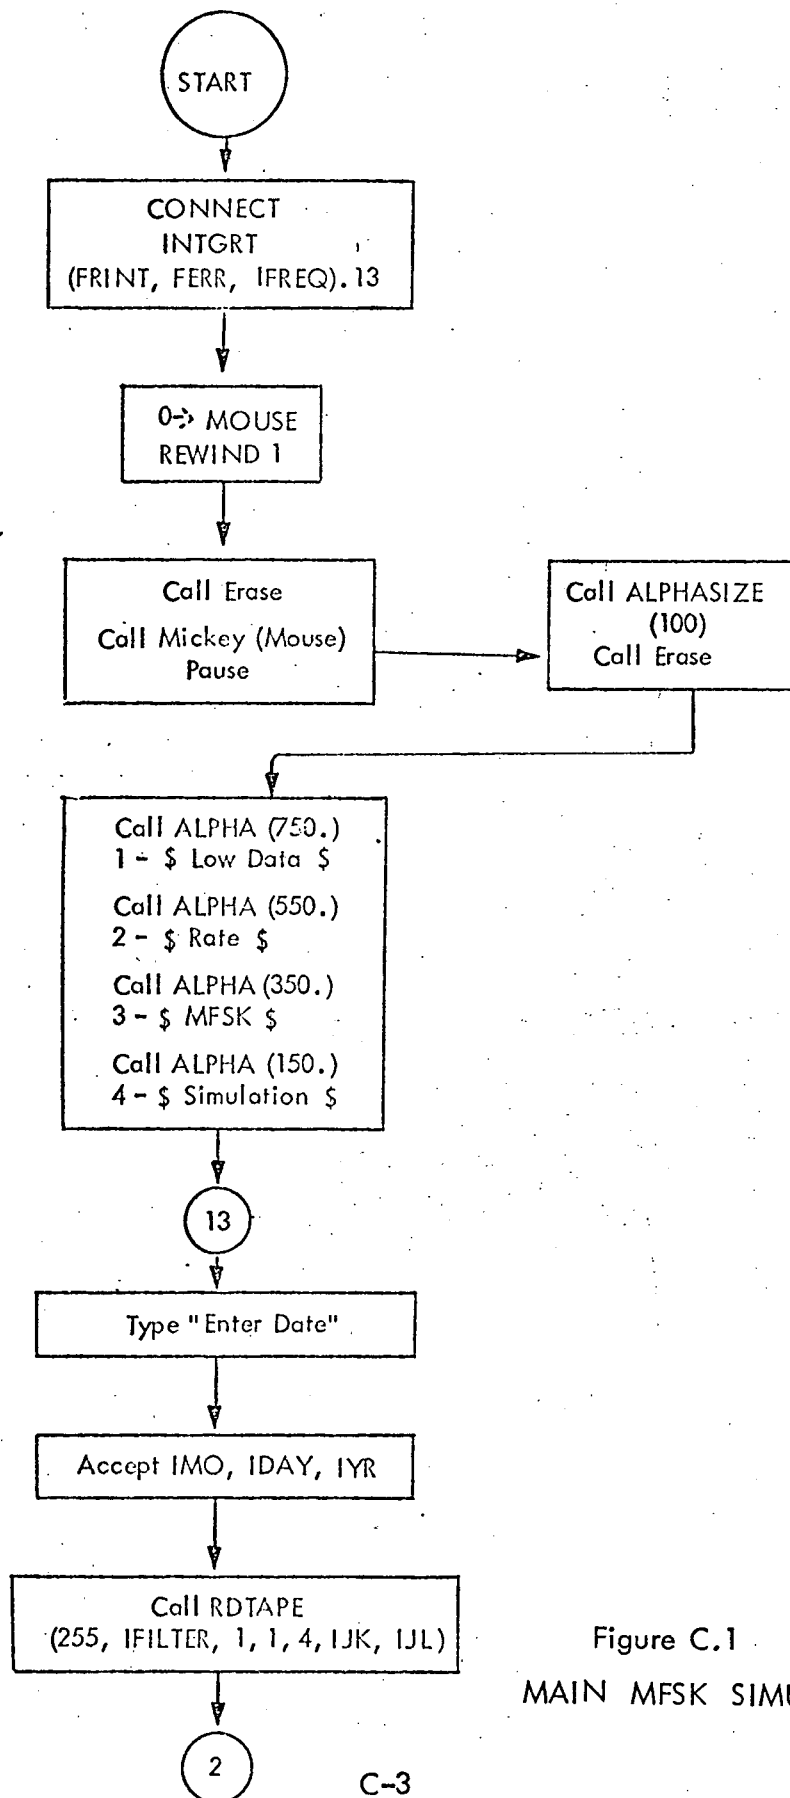 START
CONNECT
INTGRT
(FRINT, FERR, IFREQ).13
0-> MOUSE
REWIND 1
Call Erase
Call Mickey (Mouse)
Pause
Call ALPHASIZE
(100)
Call Erase
Call ALPHA (750.)
1 - $ Low Data $
Call ALPHA (550.)
2 - $ Rate $
Call ALPHA (350.)
3 - $ MFSK $
Call ALPHA (150.)
4 - $ Simulation $
13
Type "Enter Date"
Accept IMO, IDAY, IYR
Call RDTAPE
(255, IFILTER, 1, 1, 4, IJK, IJL)
2
Figure C.1
MAIN MFSK SIMU
C-3